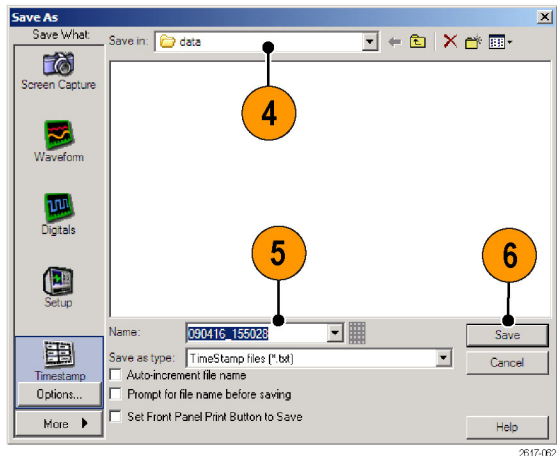 Save As
Save What:
Save in: data
Screen Capture
4
Waveform
Digitals
5
6
Setup
Name: 090416_155028
Save
Save as type: TimeStamp files (*.txt)
Cancel
Timestamp
Auto-increment file name
Options...
Prompt for file name before saving
Set Front Panel Print Button to Save
More
Help
2617-062